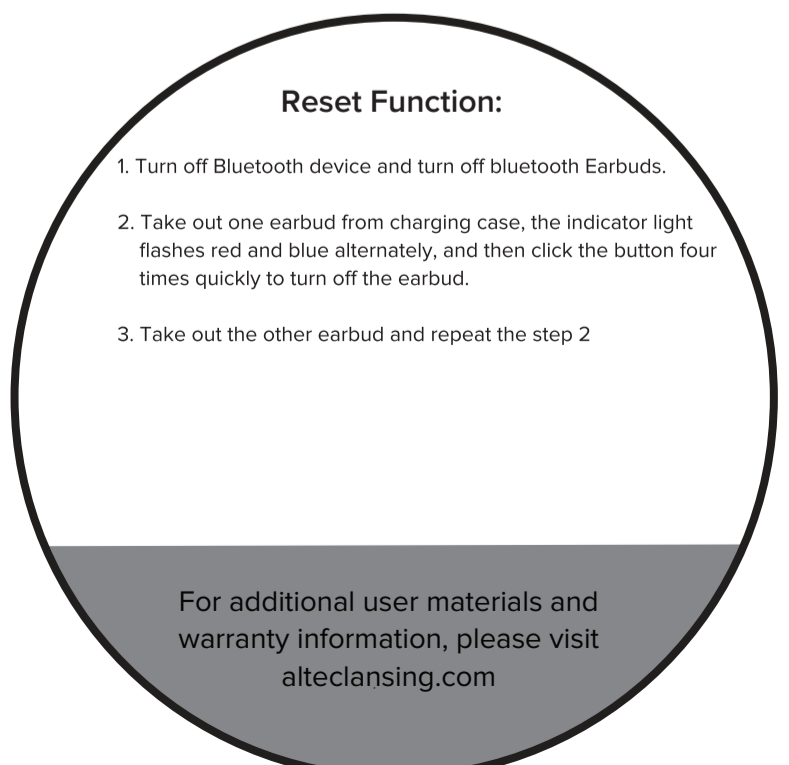 Reset Function:
1. Turn off Bluetooth device and turn off bluetooth Earbuds.
2. Take out one earbud from charging case, the indicator light
flashes red and blue alternately, and then click the button four
times quickly to turn off the earbud.
3. Take out the other earbud and repeat the step 2
For additional user materials and
warranty information, please visit
alteclansing.com